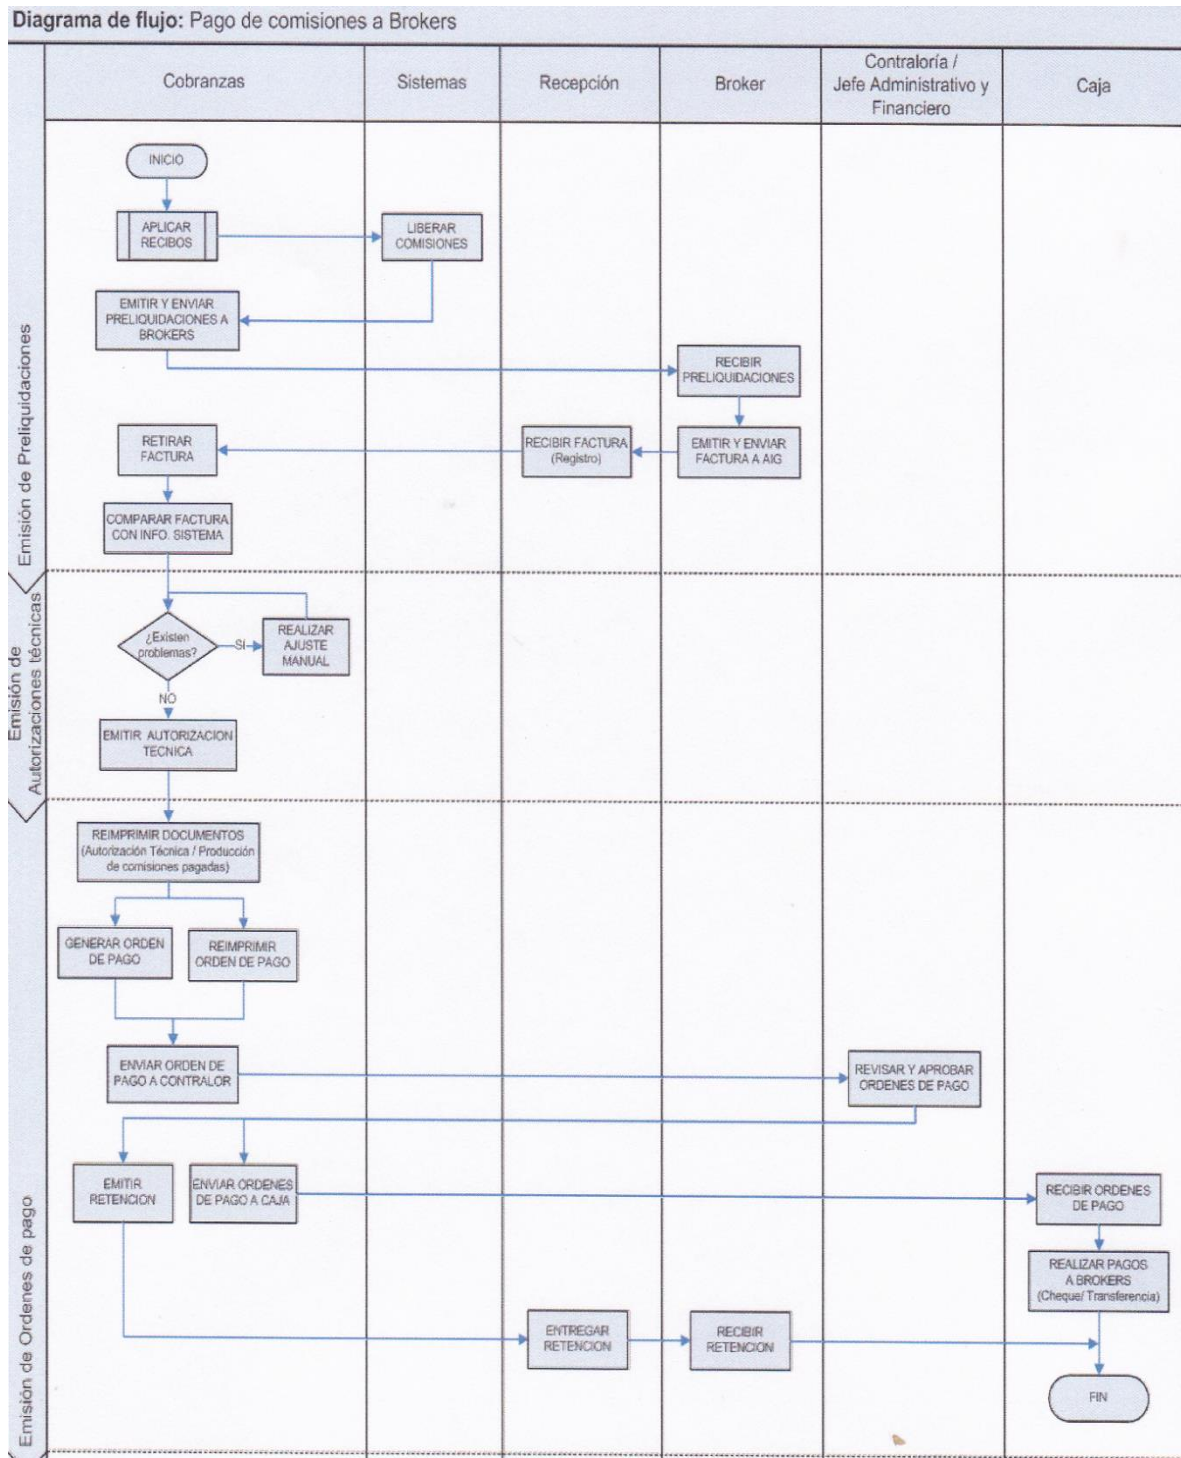 Diagrama de flujo: Pago de comisiones a Brokers
Cobranzas
Sistemas
Recepción
Broker
Contraloría /
Jefe Administrativo y
Financiero
Caja
Emisión de Preliquidaciones
INICIO
APLICAR
RECIBOS
LIBERAR
COMISIONES
EMITIR Y ENVIAR
PRELIQUIDACIONES A
BROKERS
RECIBIR
PRELIQUIDACIONES
EMITIR Y ENVIAR
FACTURA A AIG
RECIBIR FACTURA
(Registro)
RETIRAR
FACTURA
COMPARAR FACTURA
CON INFO. SISTEMA
Emisión de
Autorizaciones técnicas
¿Existen
problemas?
SI
REALIZAR
AJUSTE
MANUAL
NO
EMITIR AUTORIZACION
TECNICA
Emisión de Ordenes de pago
REIMPRIMIR DOCUMENTOS
(Autorización Técnica / Producción
de comisiones pagadas)
GENERAR ORDEN
DE PAGO
REIMPRIMIR
ORDEN DE PAGO
ENVIAR ORDEN DE
PAGO A CONTRALOR
REVISAR Y APROBAR
ORDENES DE PAGO
EMITIR
RETENCION
ENVIAR ORDENES
DE PAGO A CAJA
RECIBIR ORDENES
DE PAGO
REALIZAR PAGOS
A BROKERS
(Cheque/ Transferencia)
ENTREGAR
RETENCION
RECIBIR
RETENCION
FIN